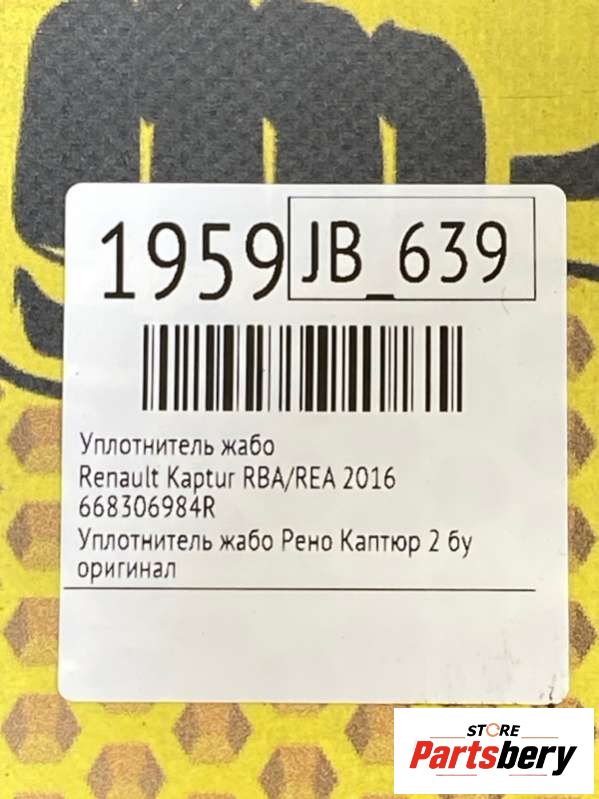 1959 JB_639
Уплотнитель жабо
Renault Kaptur RBA/REA 2016
668306984R
Уплотнитель жабо Рено Каптюр 2 бу
оригинал
STORE
Partsbery